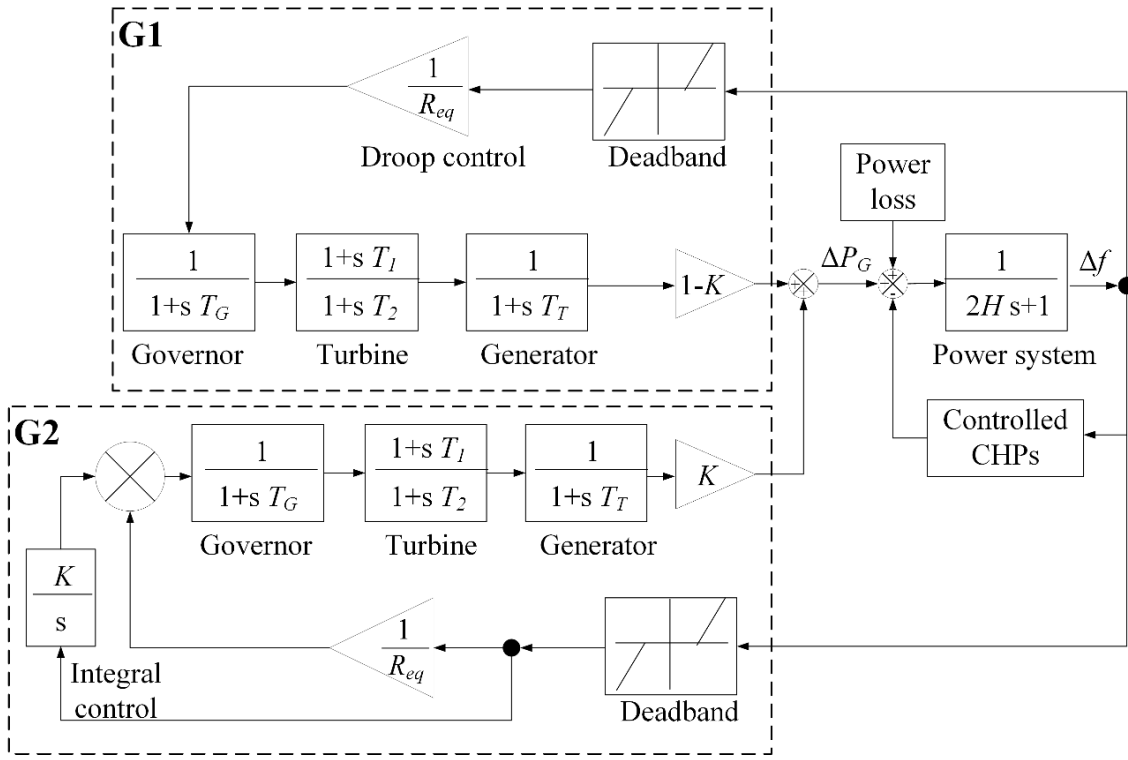 G1
1
R_eq
Droop control
Deadband
Power
loss
1
1+s T_G
Governor
1+s T_1
1+s T_2
Turbine
1
1+s T_T
Generator
1-K
+
+
ΔP_G
+
+
-
1
2H s+1
Power system
Δf
Controlled
CHPs
G2
1
1+s T_G
Governor
1+s T_1
1+s T_2
Turbine
1
1+s T_T
Generator
K
K
s
Integral
control
1
R_eq
Deadband